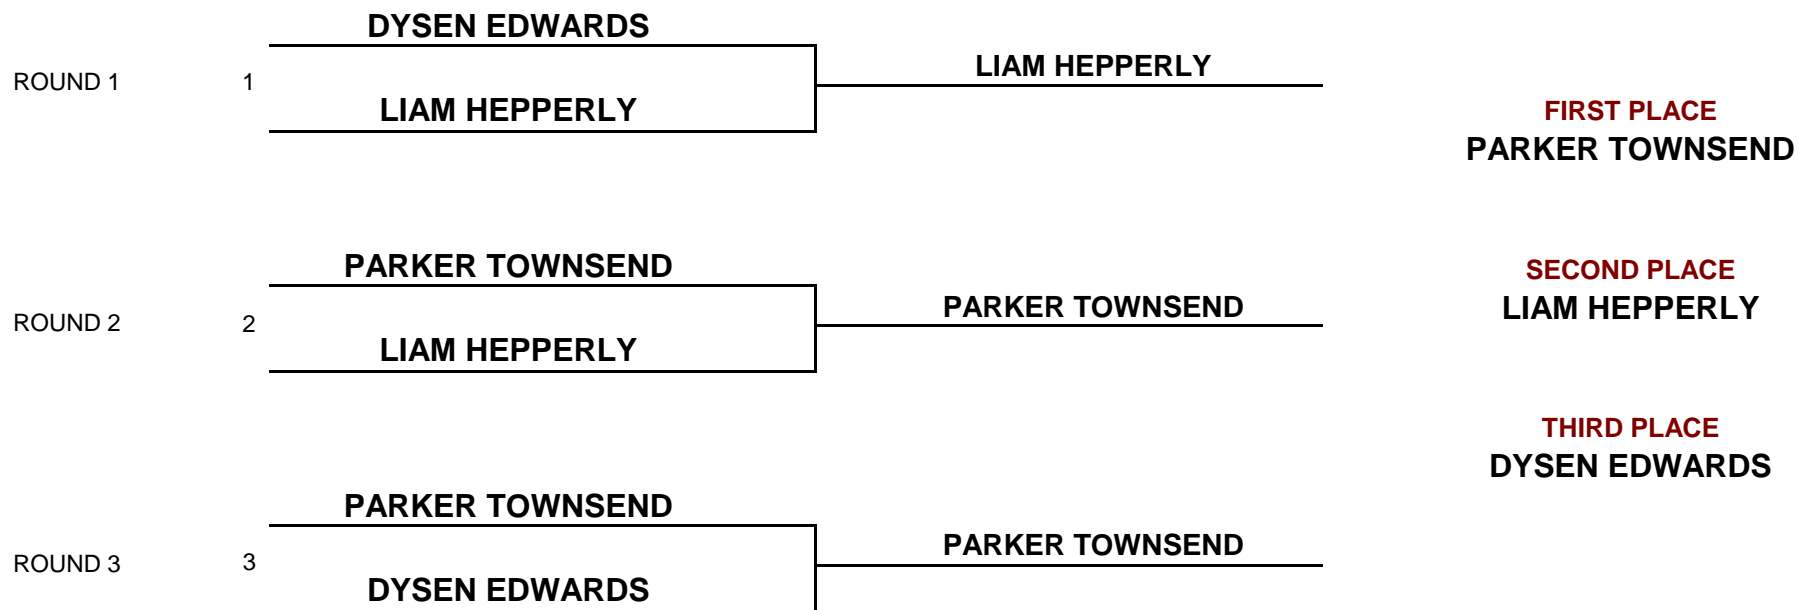 DYSEN EDWARDS
ROUND 1 1 LIAM HEPPERLY
LIAM HEPPERLY
FIRST PLACE
PARKER TOWNSEND
PARKER TOWNSEND
SECOND PLACE
ROUND 2 2 PARKER TOWNSEND
LIAM HEPPERLY
LIAM HEPPERLY
THIRD PLACE
DYSEN EDWARDS
PARKER TOWNSEND
ROUND 3 3 PARKER TOWNSEND
DYSEN EDWARDS